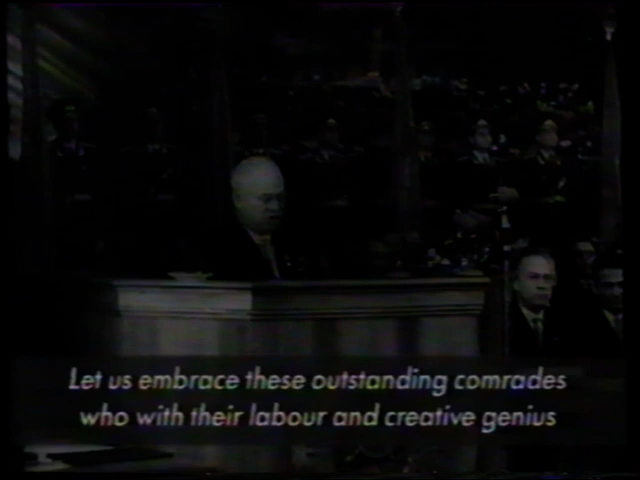 Let us embrace these outstanding comrades
who with their labour and creative genius